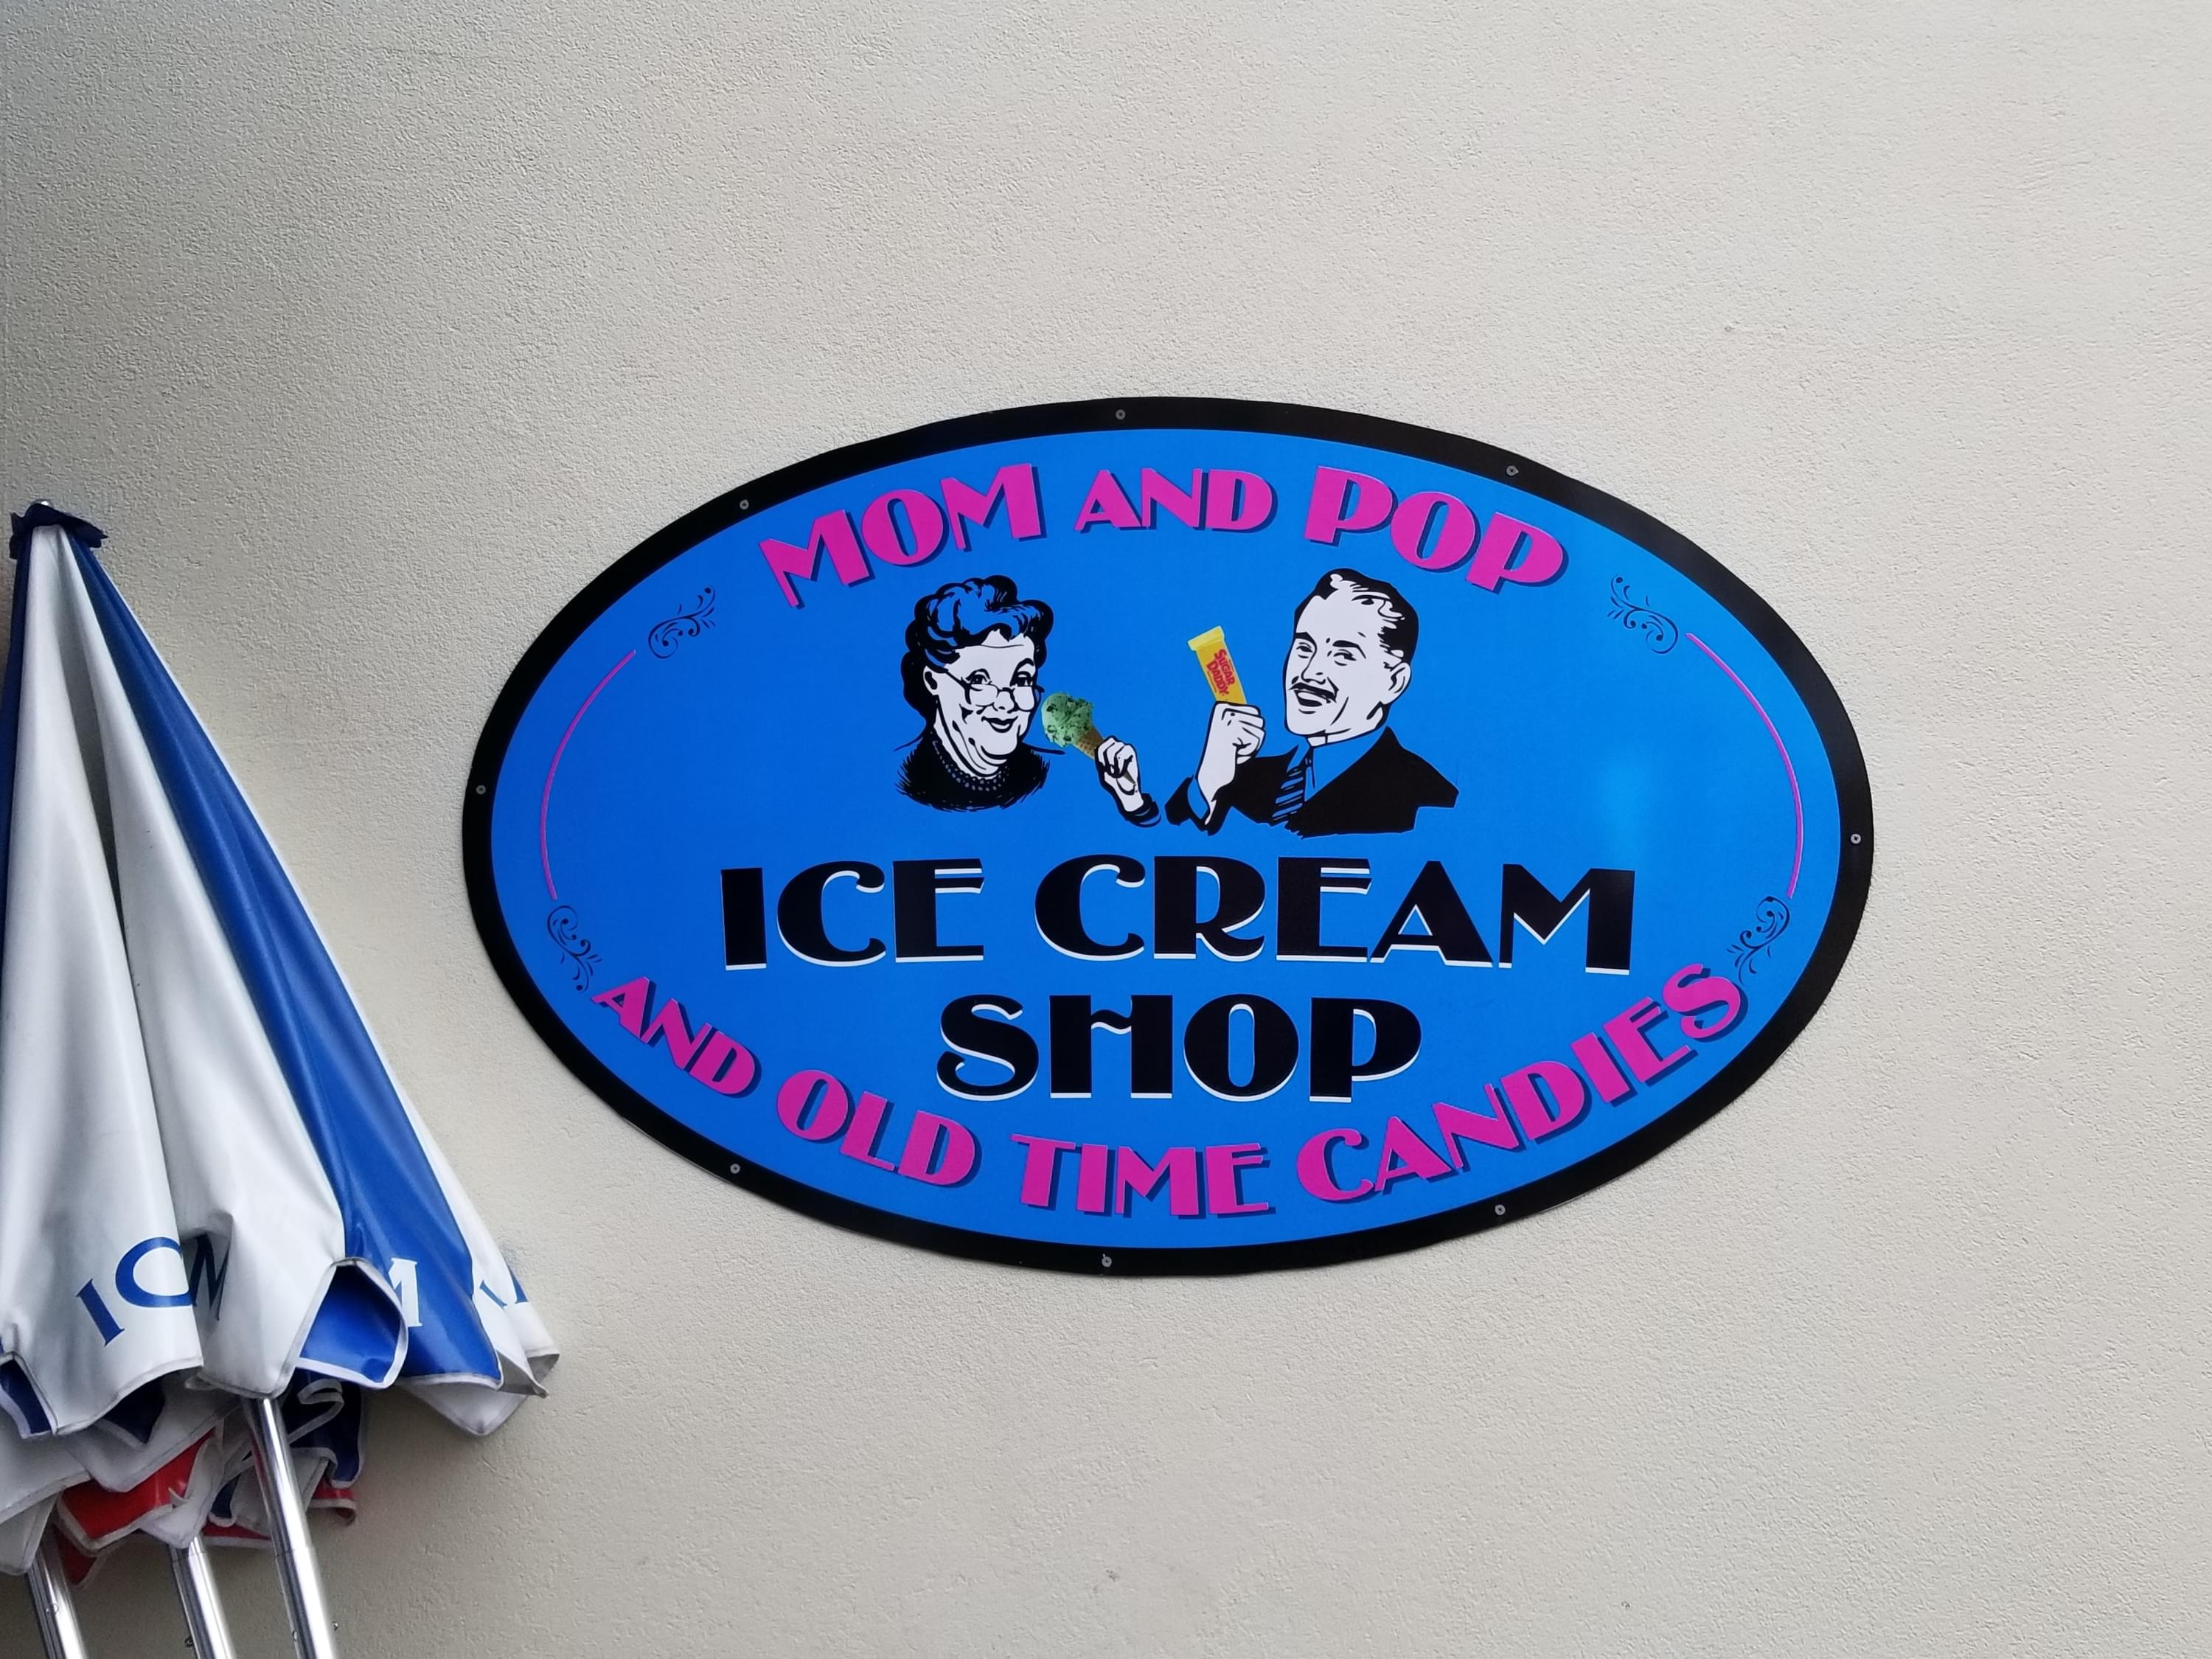 MOM AND POP
SUGAR
DADDY
ICE CREAM
SHOP
AND OLD TIME CANDIES